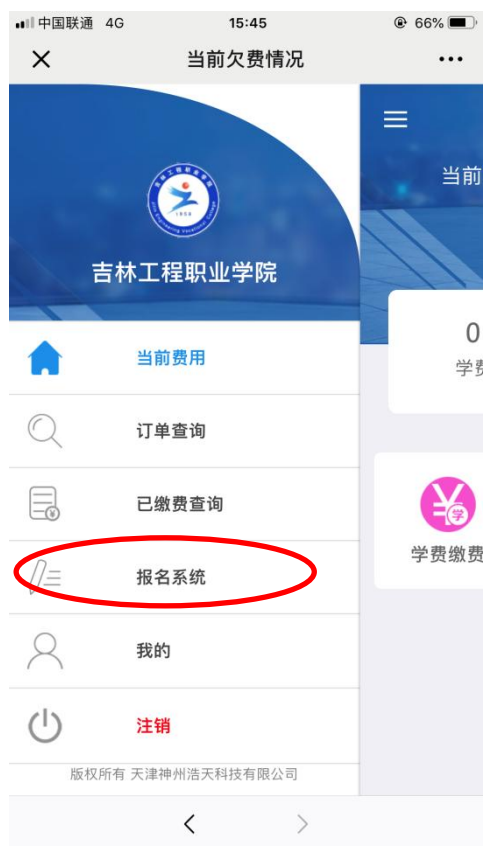 中国联通 4G 15:45 66%
当前欠费情况
当前
吉林工程职业学院
0
学费
当前费用
订单查询
已缴费查询
学
学费缴费
报名系统
我的
注销
版权所有 天津神州浩天科技有限公司